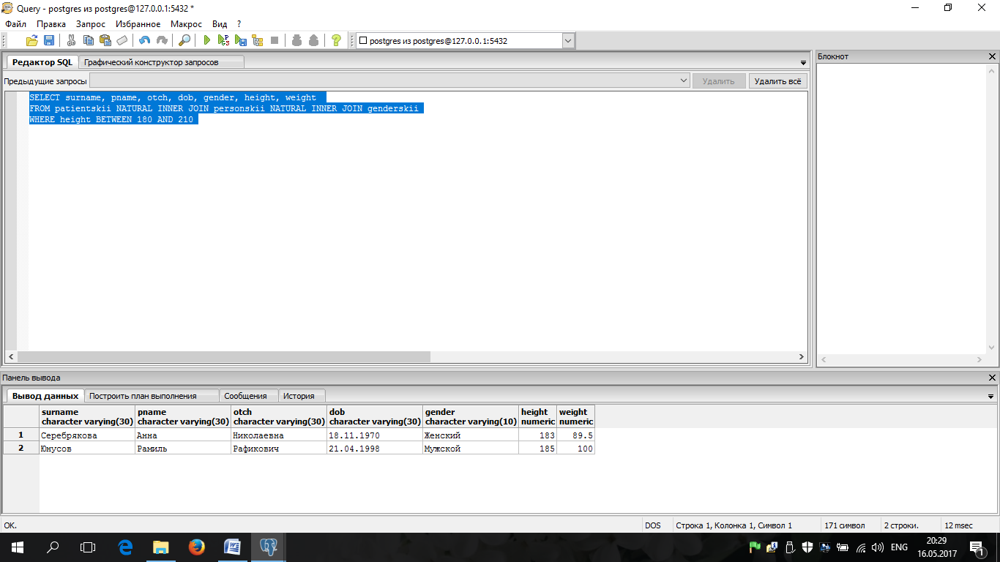 Query - postgres из postgres@127.0.0.1:5432 *
Файл Правка Запрос Избранное Макрос Вид ?
postgres из postgres@127.0.0.1:5432
Редактор SQL Графический конструктор запросов
Предыдущие запросы Удалить Удалить всё
SELECT surname, pname, otch, dob, gender, height, weight
FROM patientskii NATURAL INNER JOIN personskii NATURAL INNER JOIN genderskii
WHERE height BETWEEN 180 AND 210
Блокнот
Панель вывода
Вывод данных Построить план выполнения Сообщения История
surname pname otch dob gender height weight
character varying(30) character varying(30) character varying(30) character varying(30) character varying(10) numeric numeric
1 Серебрякова Анна Николаевна 18.11.1970 Женский 183 89.5
2 Юнусов Рамиль Рафикович 21.04.1998 Мужской 185 100
OK. DOS Строка 1, Колонка 1, Символ 1 171 символ 2 строки. 12 msec
ENG 20:29
16.05.2017